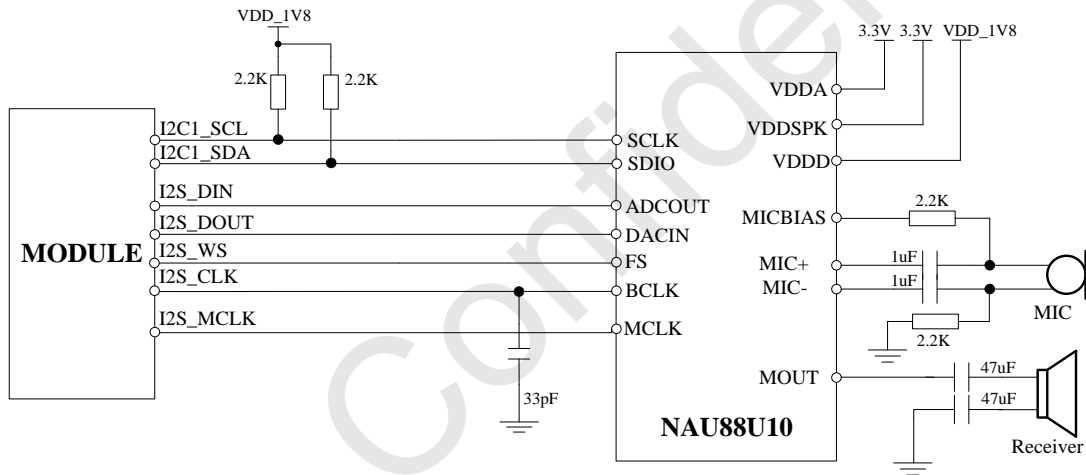 VDD_1V8
3.3V 3.3V VDD_1V8
2.2K 2.2K
VDDA
VDDSPK
VDDD
I2C1_SCL
I2C1_SDA
I2S_DIN
I2S_DOUT
I2S_WS
I2S_CLK
I2S_MCLK
MODULE
SCLK
SDIO
ADCOUT
DACIN
FS
BCLK
MCLK
33pF
MICBIAS
MIC+
MIC-
MOUT
NAU88U10
2.2K
1uF
1uF
MIC
2.2K
47uF
47uF
Receiver
Confide